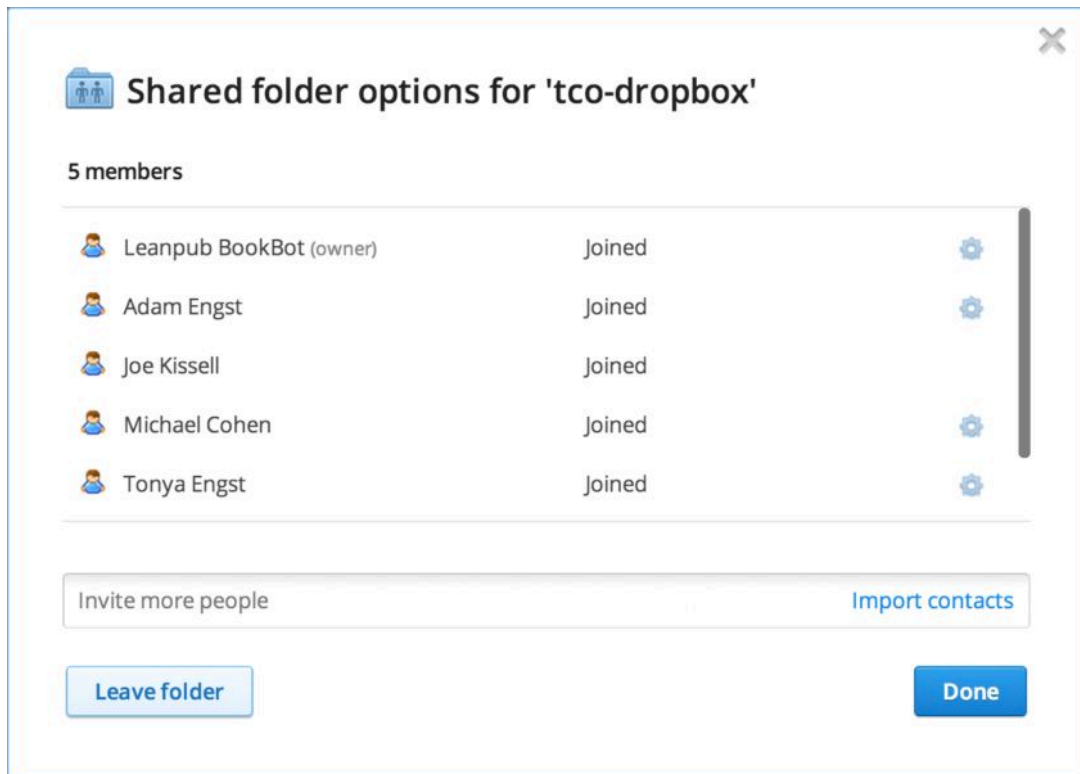 Shared folder options for 'tco-dropbox'
5 members
Leanpub BookBot (owner) Joined
Adam Engst Joined
Joe Kissell Joined
Michael Cohen Joined
Tonya Engst Joined
Invite more people Import contacts
Leave folder Done